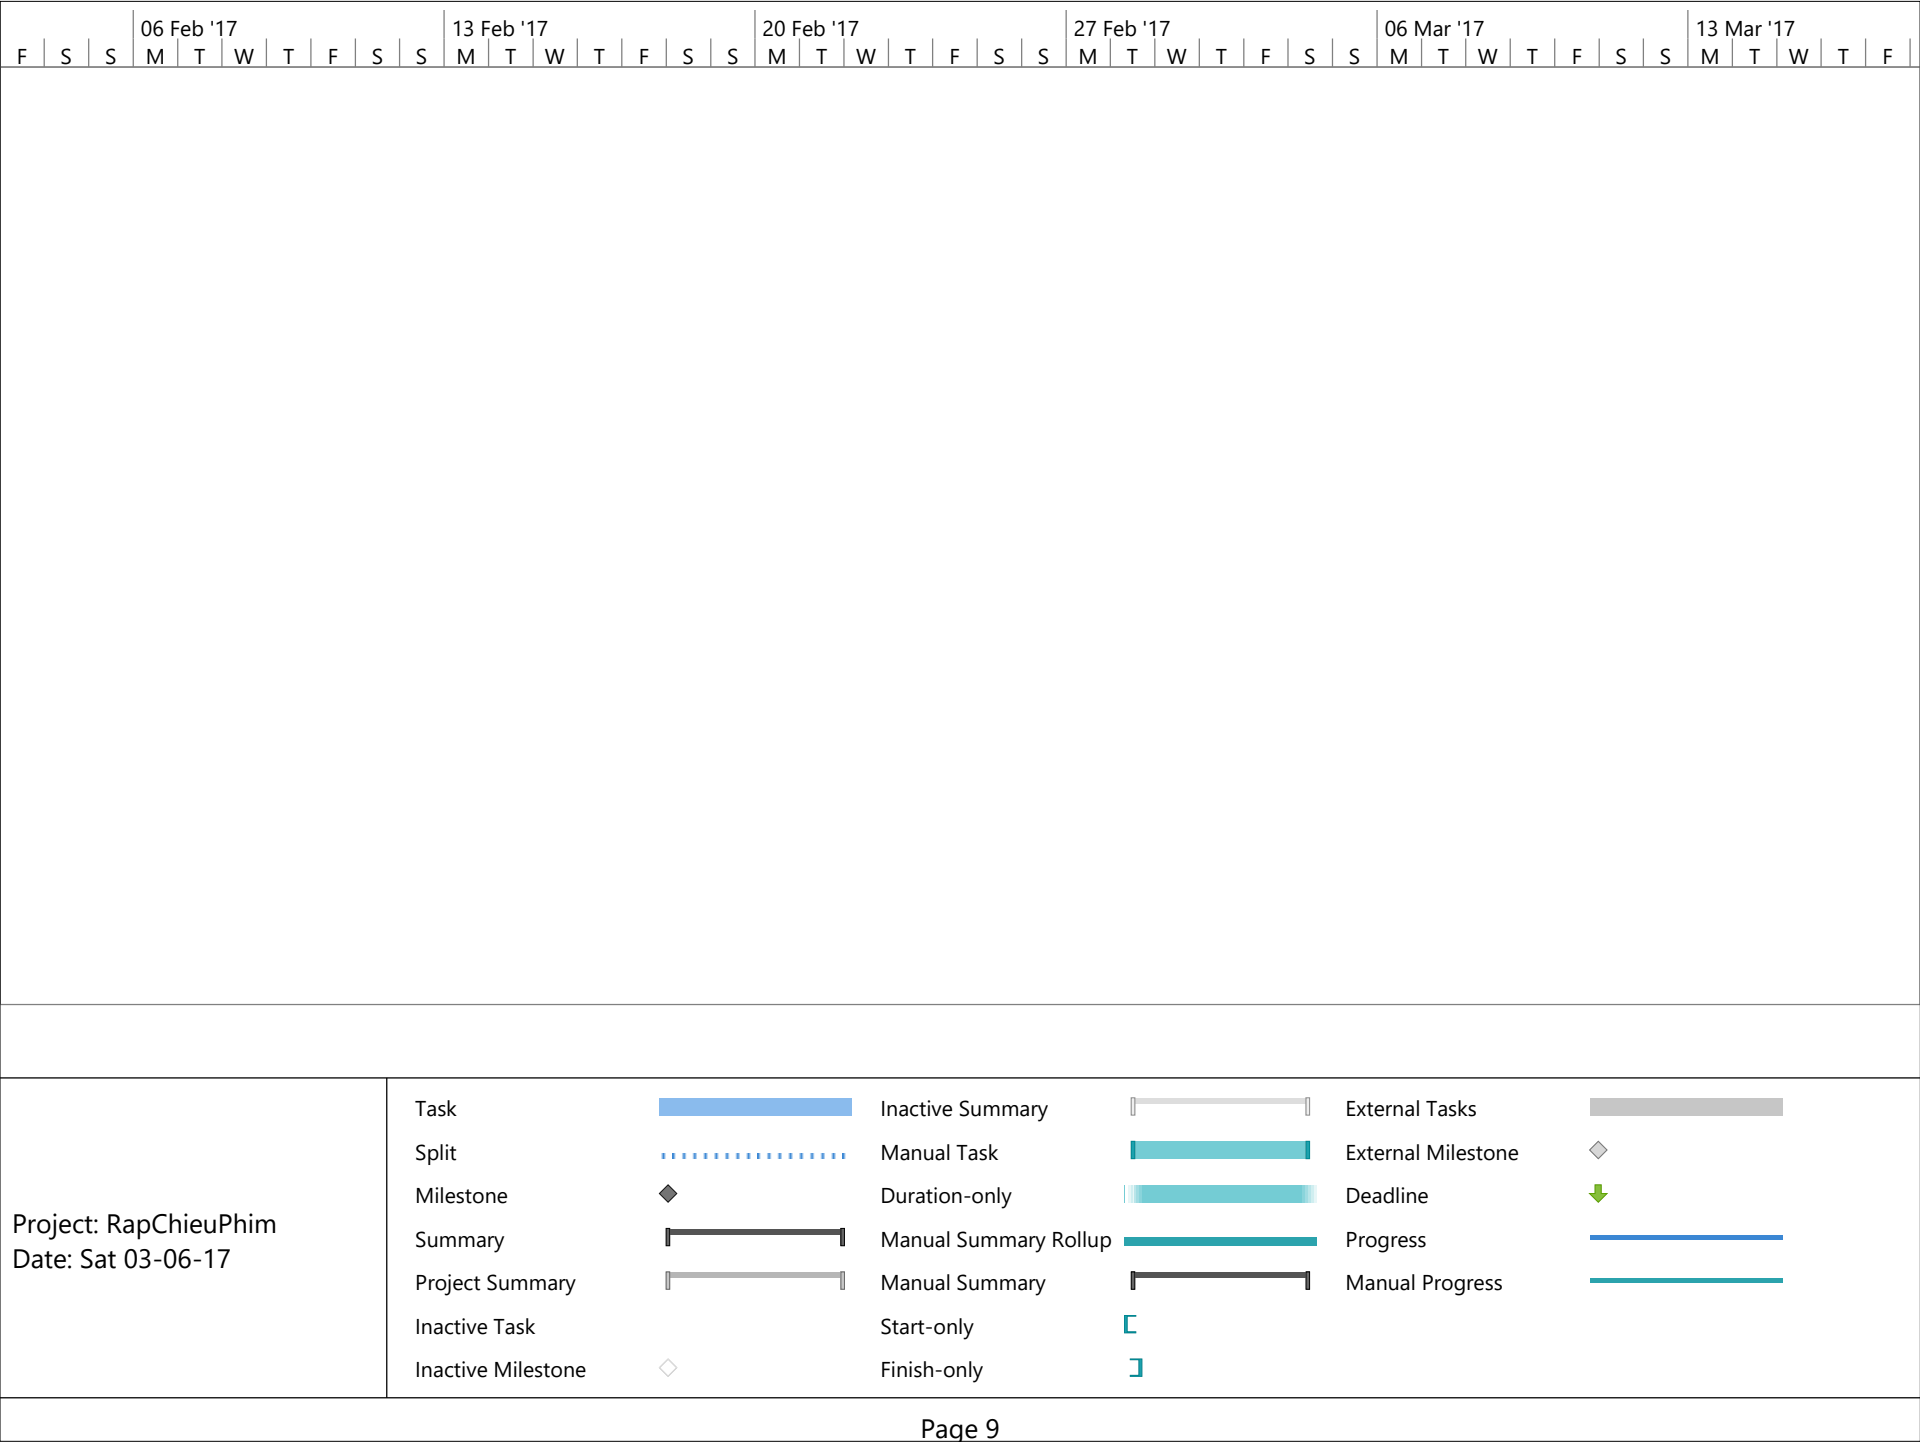 06 Feb '17 13 Feb '17 20 Feb '17 27 Feb '17 06 Mar '17 13 Mar '17
F S S M T W T F S S M T W T F S S M T W T F S S M T W T F S S M T W T F S S M T W T F
Project: RapChieuPhim
Date: Sat 03-06-17
Task
Split
Milestone
Summary
Project Summary
Inactive Task
Inactive Milestone
Inactive Summary
Manual Task
Duration-only
Manual Summary Rollup
Manual Summary
Start-only
Finish-only
External Tasks
External Milestone
Deadline
Progress
Manual Progress
Page 9